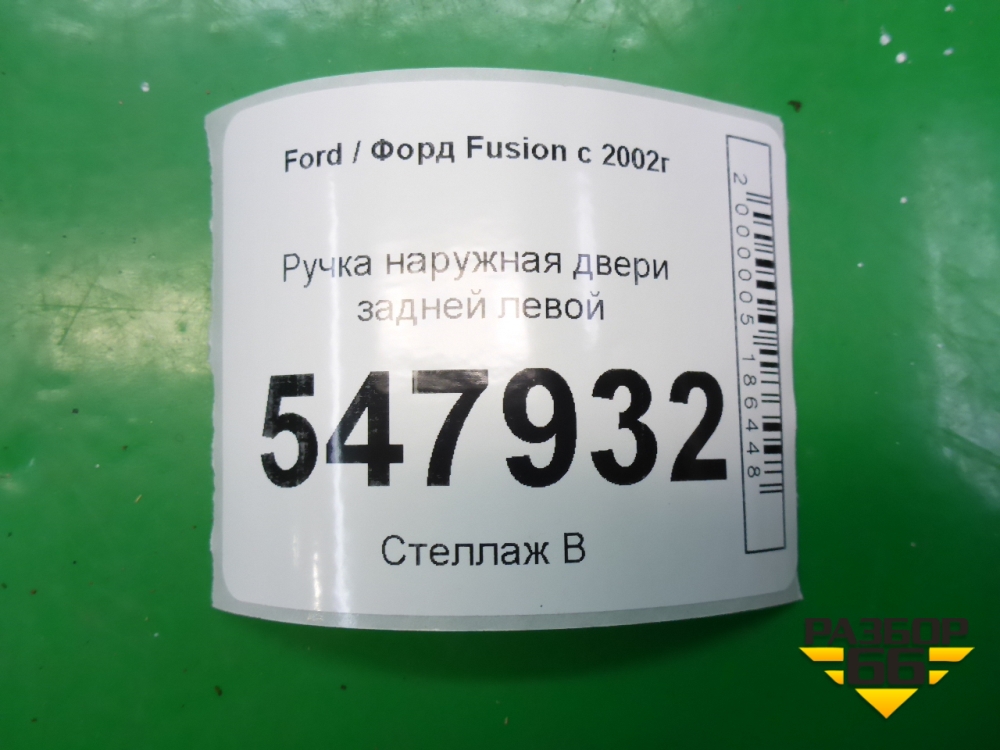 Ford / Форд Fusion с 2002г
Ручка наружная двери
задней левой
547932
Стеллаж В
2000005186448
РАЗБОР
66